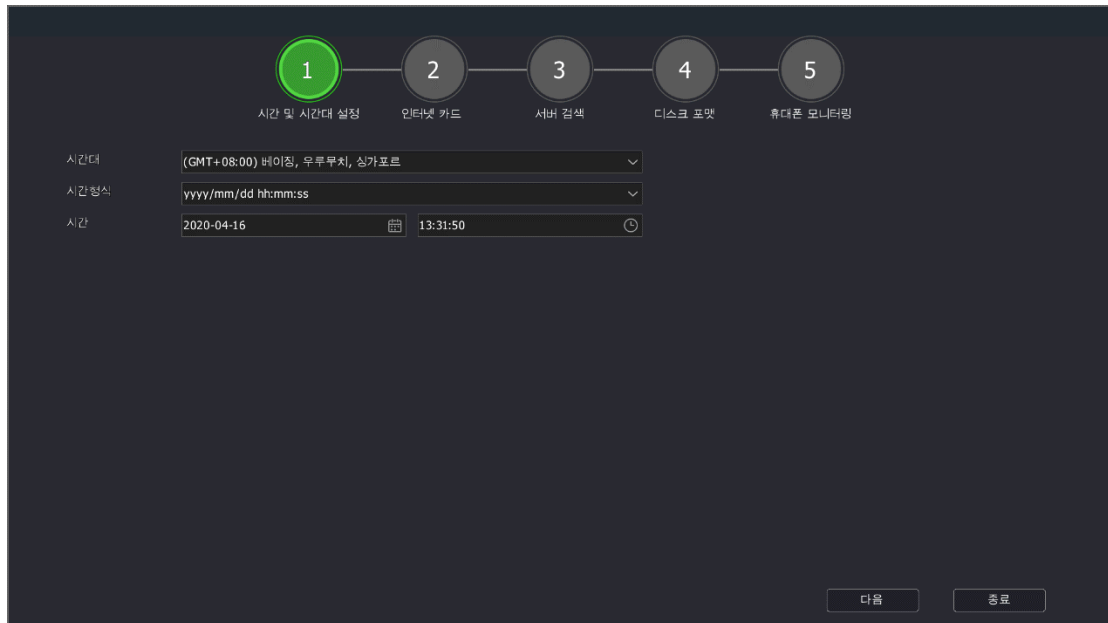 1 2 3 4 5
시간 및 시간대 설정 인터넷 카드 서버 검색 디스크 포맷 휴대폰 모니터링
시간대 (GMT+08:00) 베이징, 우루무치, 싱가포르
시간형식 yyyy/mm/dd hh:mm:ss
시간 2020-04-16 13:31:50
다음 종료